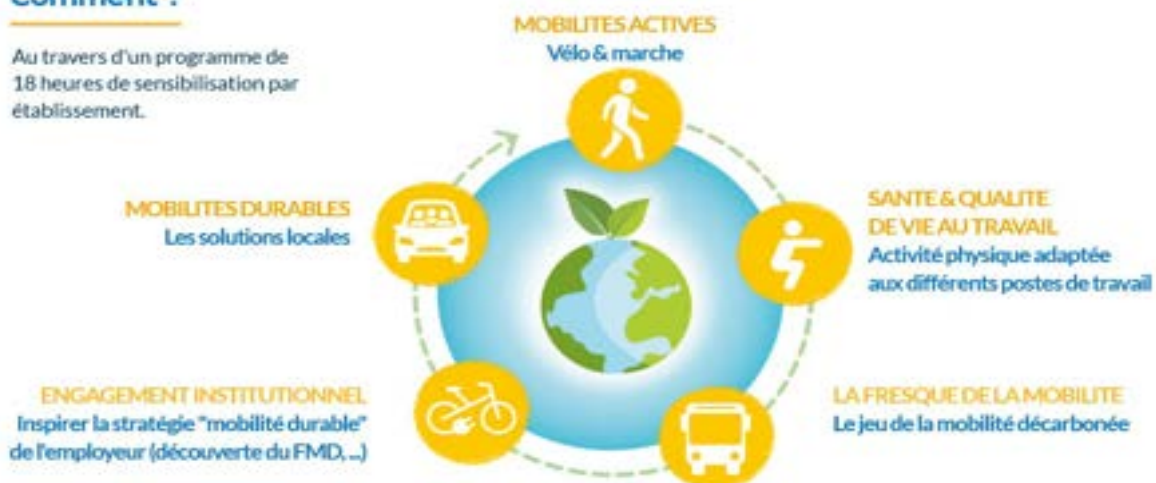 Comment ?
Au travers d'un programme de
18 heures de sensibilisation par
établissement.
MOBILITES ACTIVES
Vélo & marche
SANTE & QUALITE
DE VIE AU TRAVAIL
Activité physique adaptée
aux différents postes de travail
LA FRESQUE DE LA MOBILITE
Le jeu de la mobilité décarbonée
ENGAGEMENT INSTITUTIONNEL
Inspirer la stratégie "mobilité durable"
de l'employeur (découverte du FMD, ...)
MOBILITES DURABLES
Les solutions locales